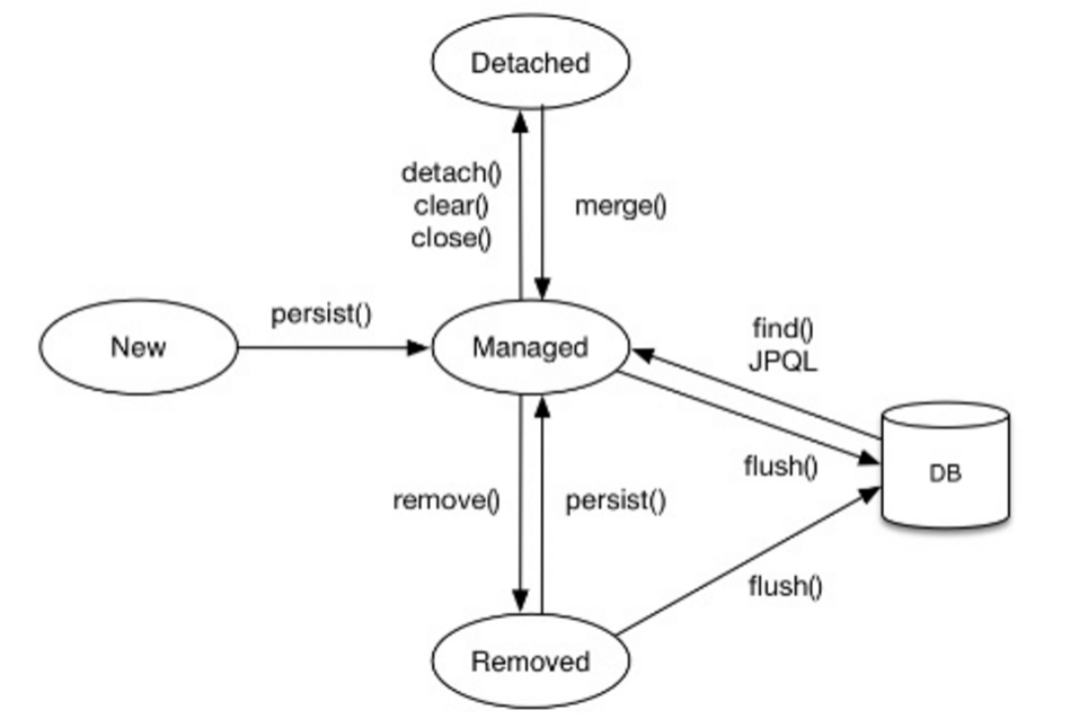 Detached
detach()
clear()
close()
merge()
New
persist()
Managed
find()
JPQL
flush()
DB
remove()
persist()
flush()
Removed